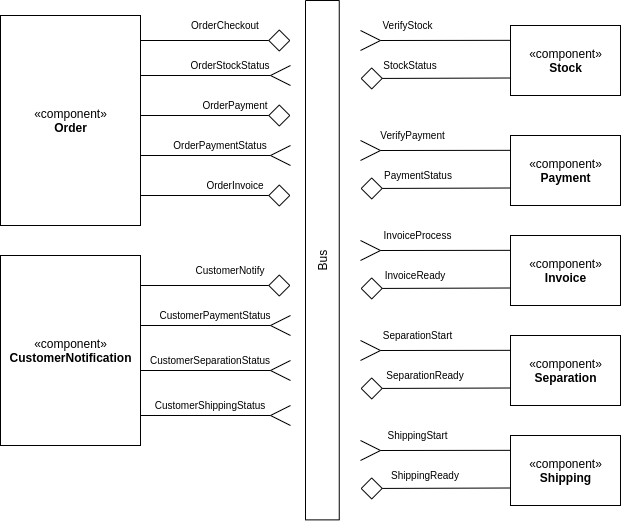 «component»
Order
OrderCheckout
OrderStockStatus
OrderPayment
OrderPaymentStatus
OrderInvoice
«component»
CustomerNotification
CustomerNotify
CustomerPaymentStatus
CustomerSeparationStatus
CustomerShippingStatus
Bus
VerifyStock
StockStatus
«component»
Stock
VerifyPayment
PaymentStatus
«component»
Payment
InvoiceProcess
InvoiceReady
«component»
Invoice
SeparationStart
SeparationReady
«component»
Separation
ShippingStart
ShippingReady
«component»
Shipping